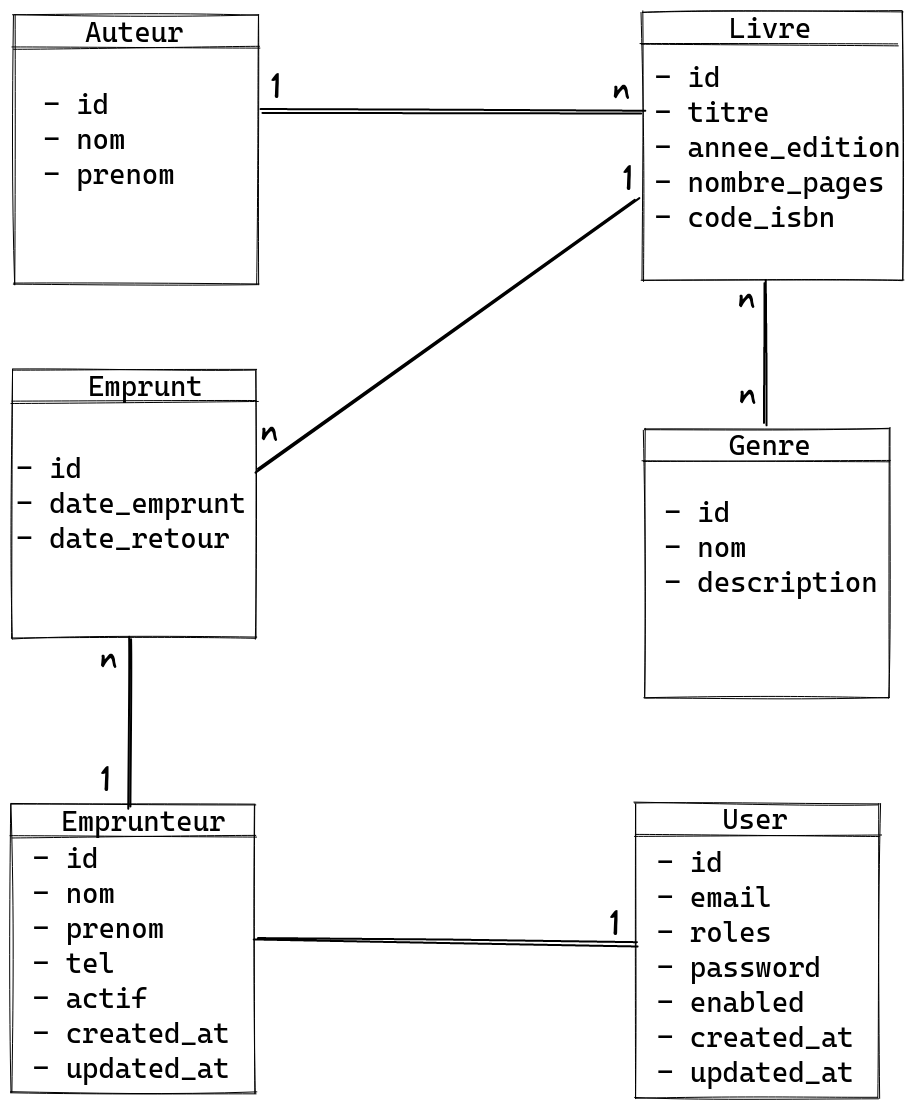 Auteur
- id
- nom
- prenom
1
n
Livre
- id
- titre
- annee_edition
- nombre_pages
- code_isbn
1
n
n
n
Emprunt
- id
- date_emprunt
- date_retour
Genre
- id
- nom
- description
n
1
Emprunteur
- id
- nom
- prenom
- tel
- actif
- created_at
- updated_at
1
User
- id
- email
- roles
- password
- enabled
- created_at
- updated_at